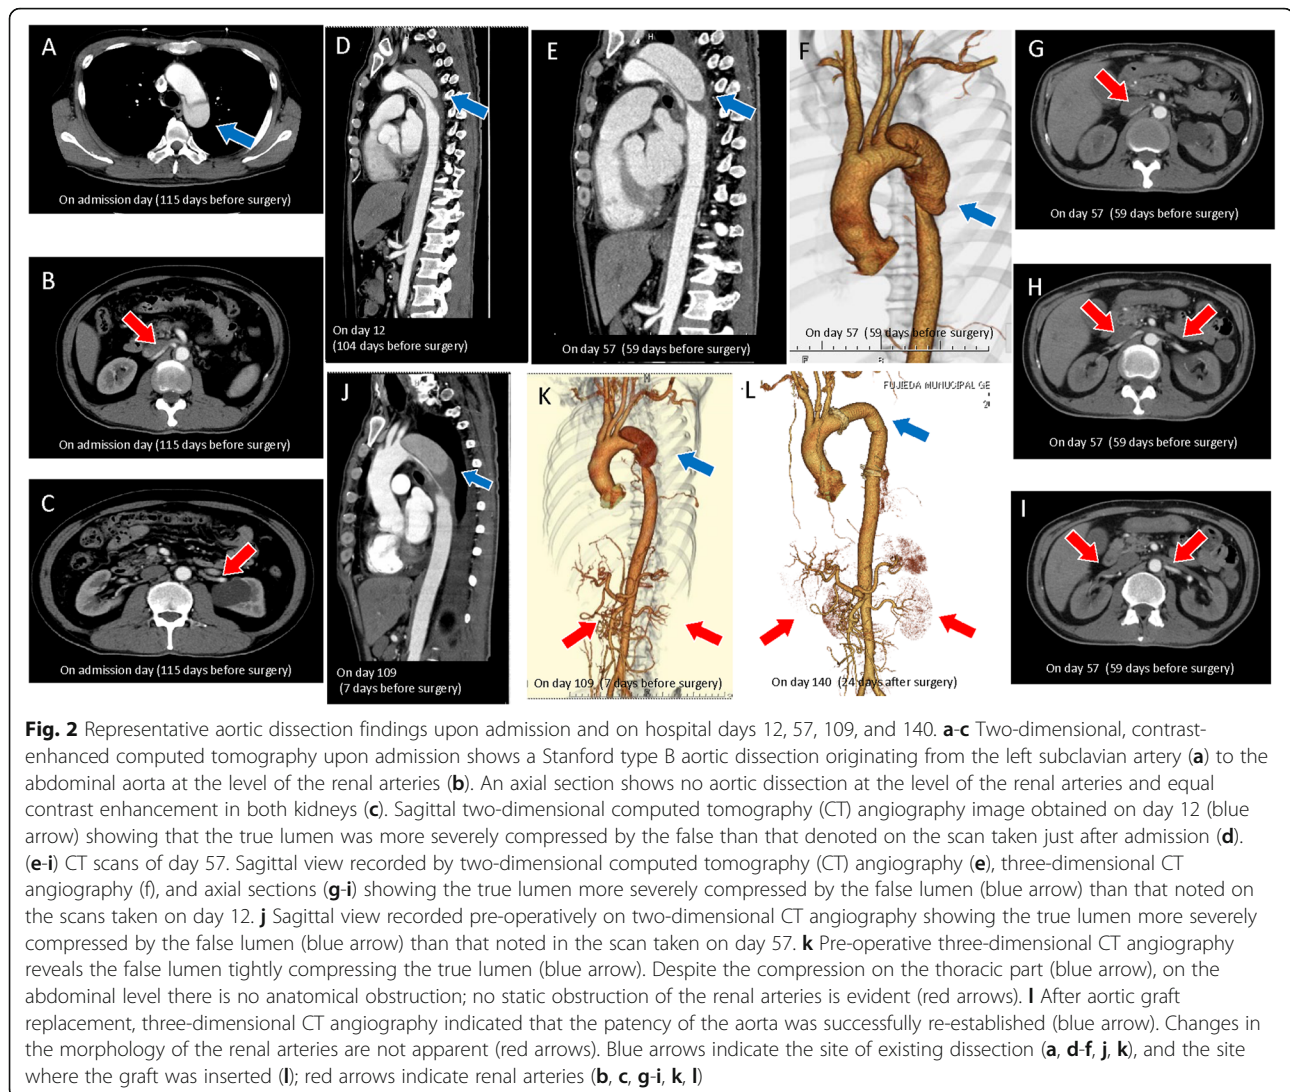 A
On admission day (115 days before surgery)
B
On admission day (115 days before surgery)
C
On admission day (115 days before surgery)
D
On day 12
(104 days before surgery)
E
H
On day 57 (59 days before surgery)
F
On day 57 (59 days before surgery)
F
G
On day 57 (59 days before surgery)
H
On day 57 (59 days before surgery)
I
On day 57 (59 days before surgery)
J
On day 109
(7 days before surgery)
K
On day 109 (7 days before surgery)
L
FUJIEDA MUNUCIPAL GE
On day 140 (24 days after surgery)
Fig. 2 Representative aortic dissection findings upon admission and on hospital days 12, 57, 109, and 140. a-c Two-dimensional, contrast-
enhanced computed tomography upon admission shows a Stanford type B aortic dissection originating from the left subclavian artery (a) to the
abdominal aorta at the level of the renal arteries (b). An axial section shows no aortic dissection at the level of the renal arteries and equal
contrast enhancement in both kidneys (c). Sagittal two-dimensional computed tomography (CT) angiography image obtained on day 12 (blue
arrow) showing that the true lumen was more severely compressed by the false than that denoted on the scan taken just after admission (d).
(e-i) CT scans of day 57. Sagittal view recorded by two-dimensional computed tomography (CT) angiography (e), three-dimensional CT
angiography (f), and axial sections (g-i) showing the true lumen more severely compressed by the false lumen (blue arrow) than that noted on
the scans taken on day 12. j Sagittal view recorded pre-operatively on two-dimensional CT angiography showing the true lumen more severely
compressed by the false lumen (blue arrow) than that noted in the scan taken on day 57. k Pre-operative three-dimensional CT angiography
reveals the false lumen tightly compressing the true lumen (blue arrow). Despite the compression on the thoracic part (blue arrow), on the
abdominal level there is no anatomical obstruction; no static obstruction of the renal arteries is evident (red arrows). l After aortic graft
replacement, three-dimensional CT angiography indicated that the patency of the aorta was successfully re-established (blue arrow). Changes in
the morphology of the renal arteries are not apparent (red arrows). Blue arrows indicate the site of existing dissection (a, d-f, j, k), and the site
where the graft was inserted (l); red arrows indicate renal arteries (b, c, g-i, k, l)